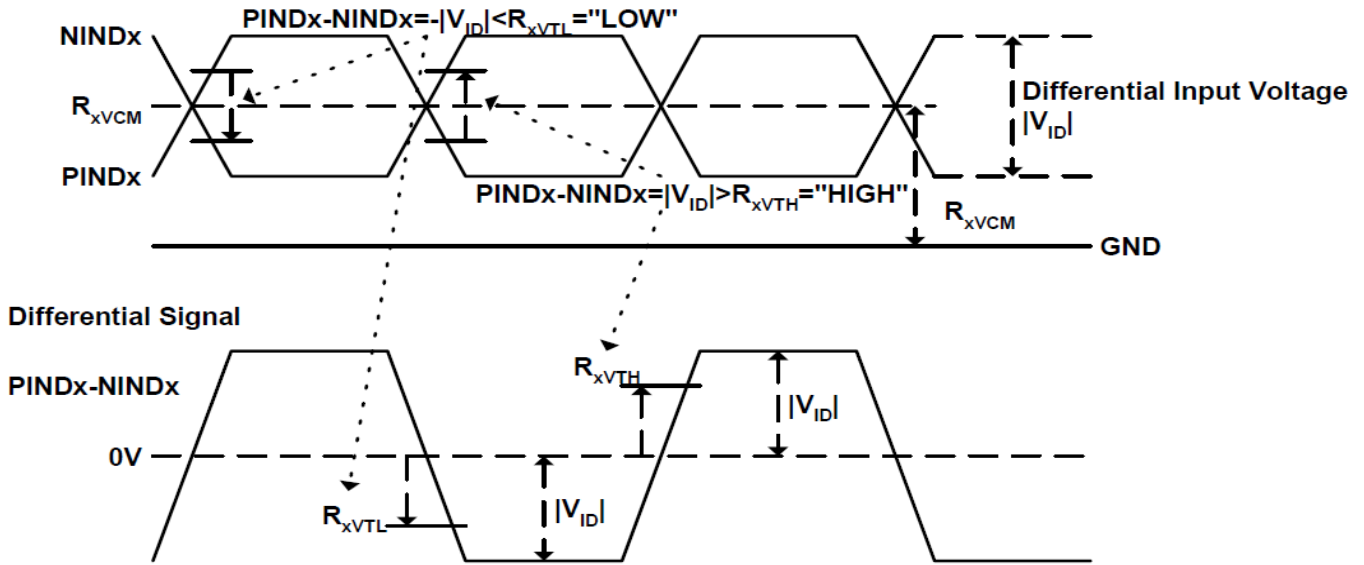 PINDx-NINDx=-|VID|<RxVTL="LOW"
NINDx
RxVCM
Differential Input Voltage
|VID|
PINDx
PINDx-NINDx=|VID|>RxVTH="HIGH"
RxVCM
GND
Differential Signal
PINDx-NINDx
RxVTH
|VID|
0V
RxVTL
|VID|